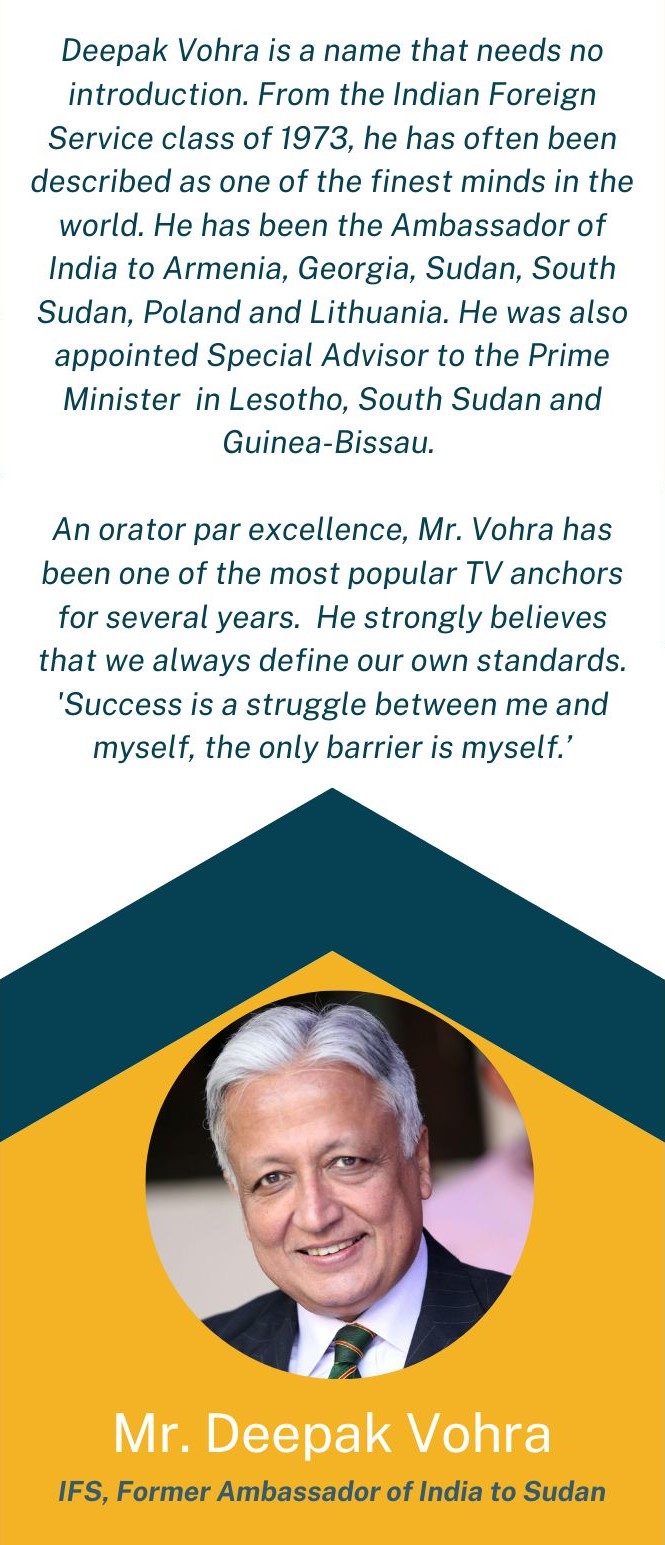 Deepak Vohra is a name that needs no
introduction. From the Indian Foreign
Service class of 1973, he has often been
described as one of the finest minds in the
world. He has been the Ambassador of
India to Armenia, Georgia, Sudan, South
Sudan, Poland and Lithuania. He was also
appointed Special Advisor to the Prime
Minister  in Lesotho, South Sudan and
Guinea-Bissau.
An orator par excellence, Mr. Vohra has
been one of the most popular TV anchors
for several years.  He strongly believes
that we always define our own standards.
'Success is a struggle between me and
myself, the only barrier is myself.’
Mr. Deepak Vohra
IFS, Former Ambassador of India to Sudan